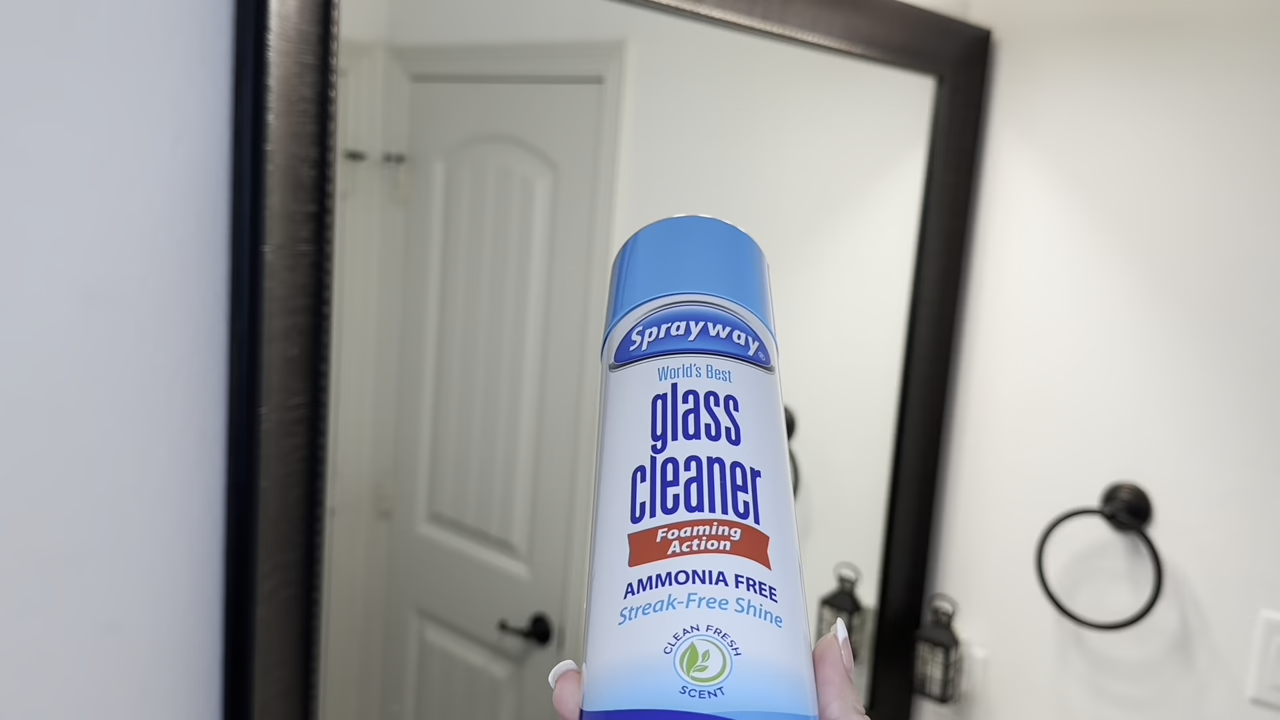 Sprayway®
World's Best
glass
cleaner
Foaming
Action
AMMONIA FREE
Streak-Free Shine
CLEAN FRESH
SCENT